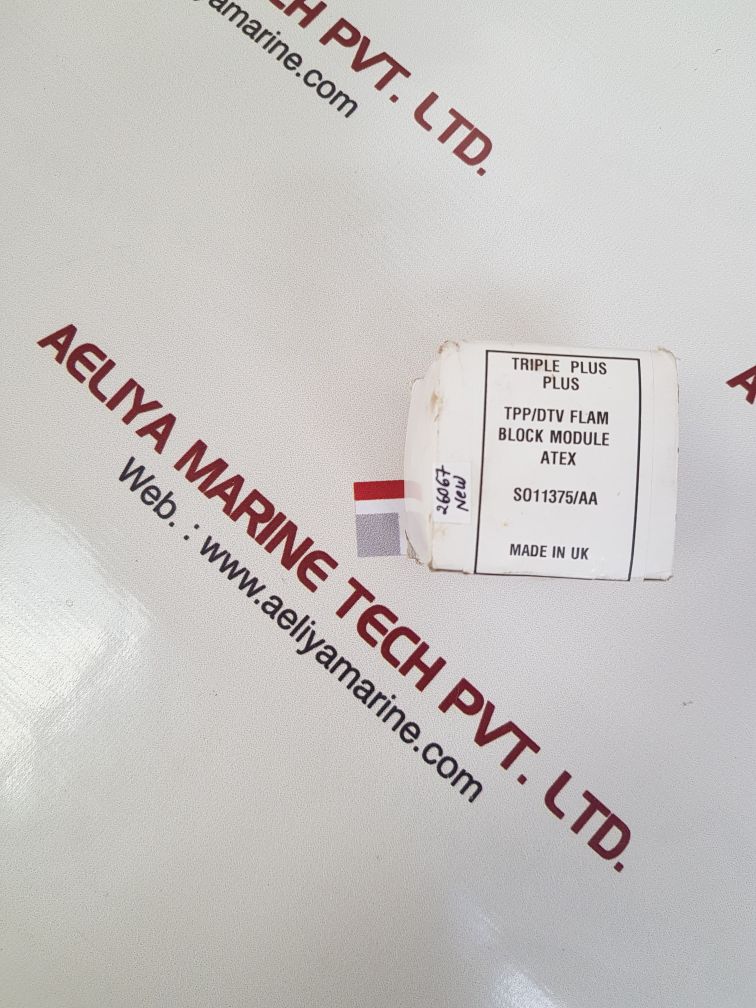 CH PVT. LTD.
amarine.com
AELIYA MARINE TECH PVT. LTD.
Web. : www.aeliyamarine.com
A
TRIPLE PLUS
PLUS
TPP/DTV FLAM
BLOCK MODULE
ATEX
S011375/AA
MADE IN UK
26067
NEW